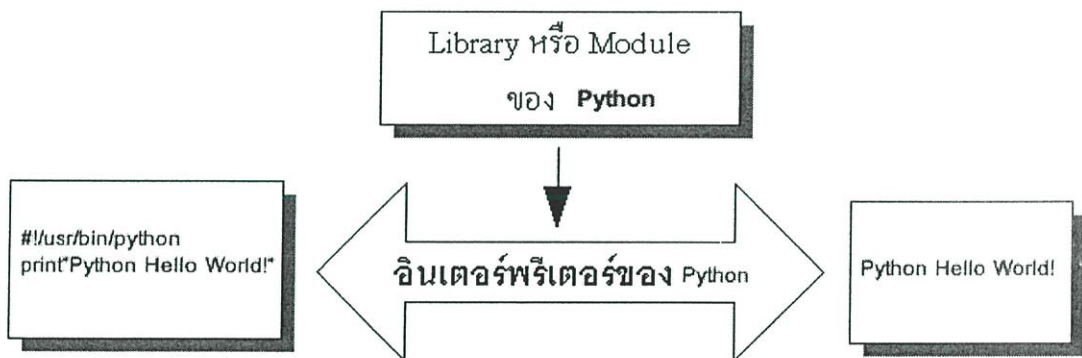 Library หรือ Module
ของ Python
#!/usr/bin/python
print"Python Hello World!"
อินเตอร์พรีเตอร์ของ Python
Python Hello World!